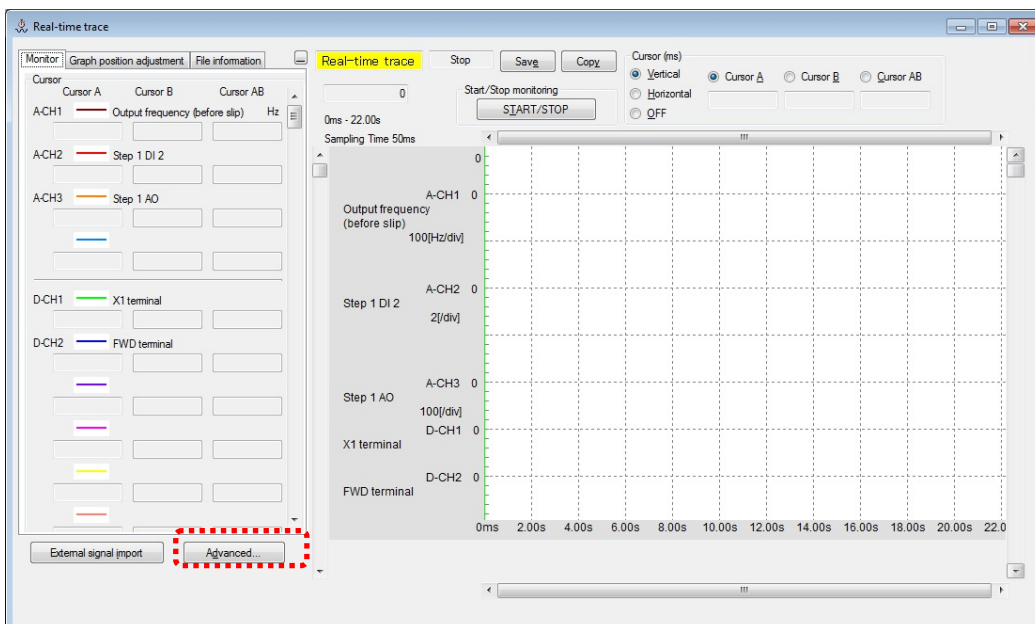 Real-time trace
Monitor Graph position adjustment File information
Cursor
Cursor A Cursor B Cursor AB
A-CH1 Output frequency (before slip) Hz
A-CH2 Step 1 DI 2
A-CH3 Step 1 AO
D-CH1 X1 terminal
D-CH2 FWD terminal
External signal import Advanced...
Real-time trace Stop Save Copy
0
0ms - 22.00s
Sampling Time 50ms
Start/Stop monitoring
START/STOP
Cursor (ms)
Vertical
Horizontal
OFF
Cursor A Cursor B Cursor AB
0
A-CH1 0
Output frequency
(before slip)
100[Hz/div]
A-CH2 0
Step 1 DI 2
2[/div]
A-CH3 0
Step 1 AO
100[/div]
D-CH1 0
X1 terminal
D-CH2 0
FWD terminal
0ms 2.00s 4.00s 6.00s 8.00s 10.00s 12.00s 14.00s 16.00s 18.00s 20.00s 22.0